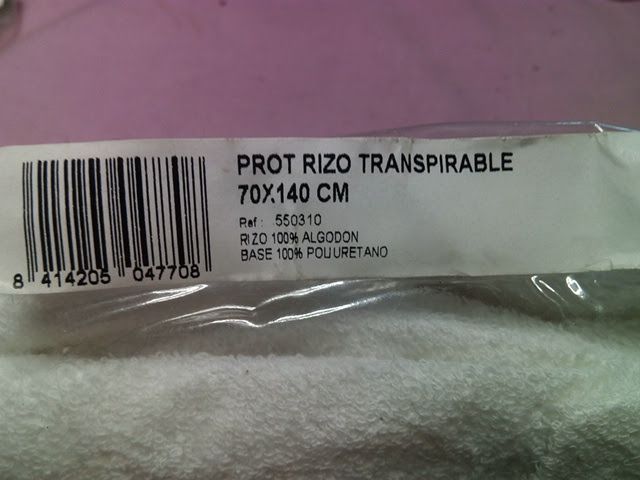 PROT RIZO TRANSPIRABLE
70X140 CM
Ref: 550310
RIZO 100% ALGODON
BASE 100% POLIURETANO
8 414205 047708